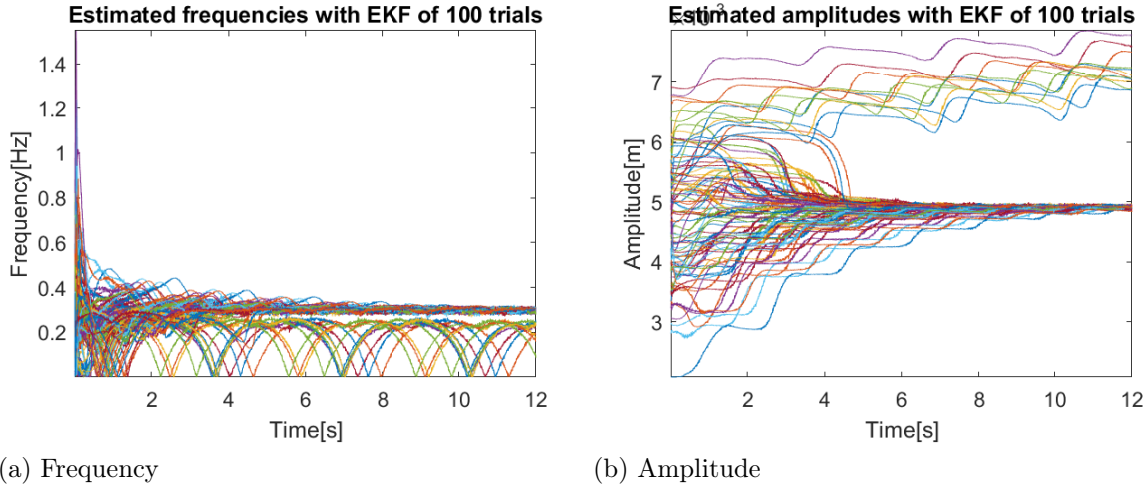 Estimated frequencies with EKF of 100 trials
1.4
1.2
1
0.8
0.6
0.4
0.2
Frequency[Hz]
2 4 6 8 10 12
Time[s]
(a) Frequency
Estimated amplitudes with EKF of 100 trials
×10⁻³
7
6
5
4
3
Amplitude[m]
2 4 6 8 10 12
Time[s]
(b) Amplitude